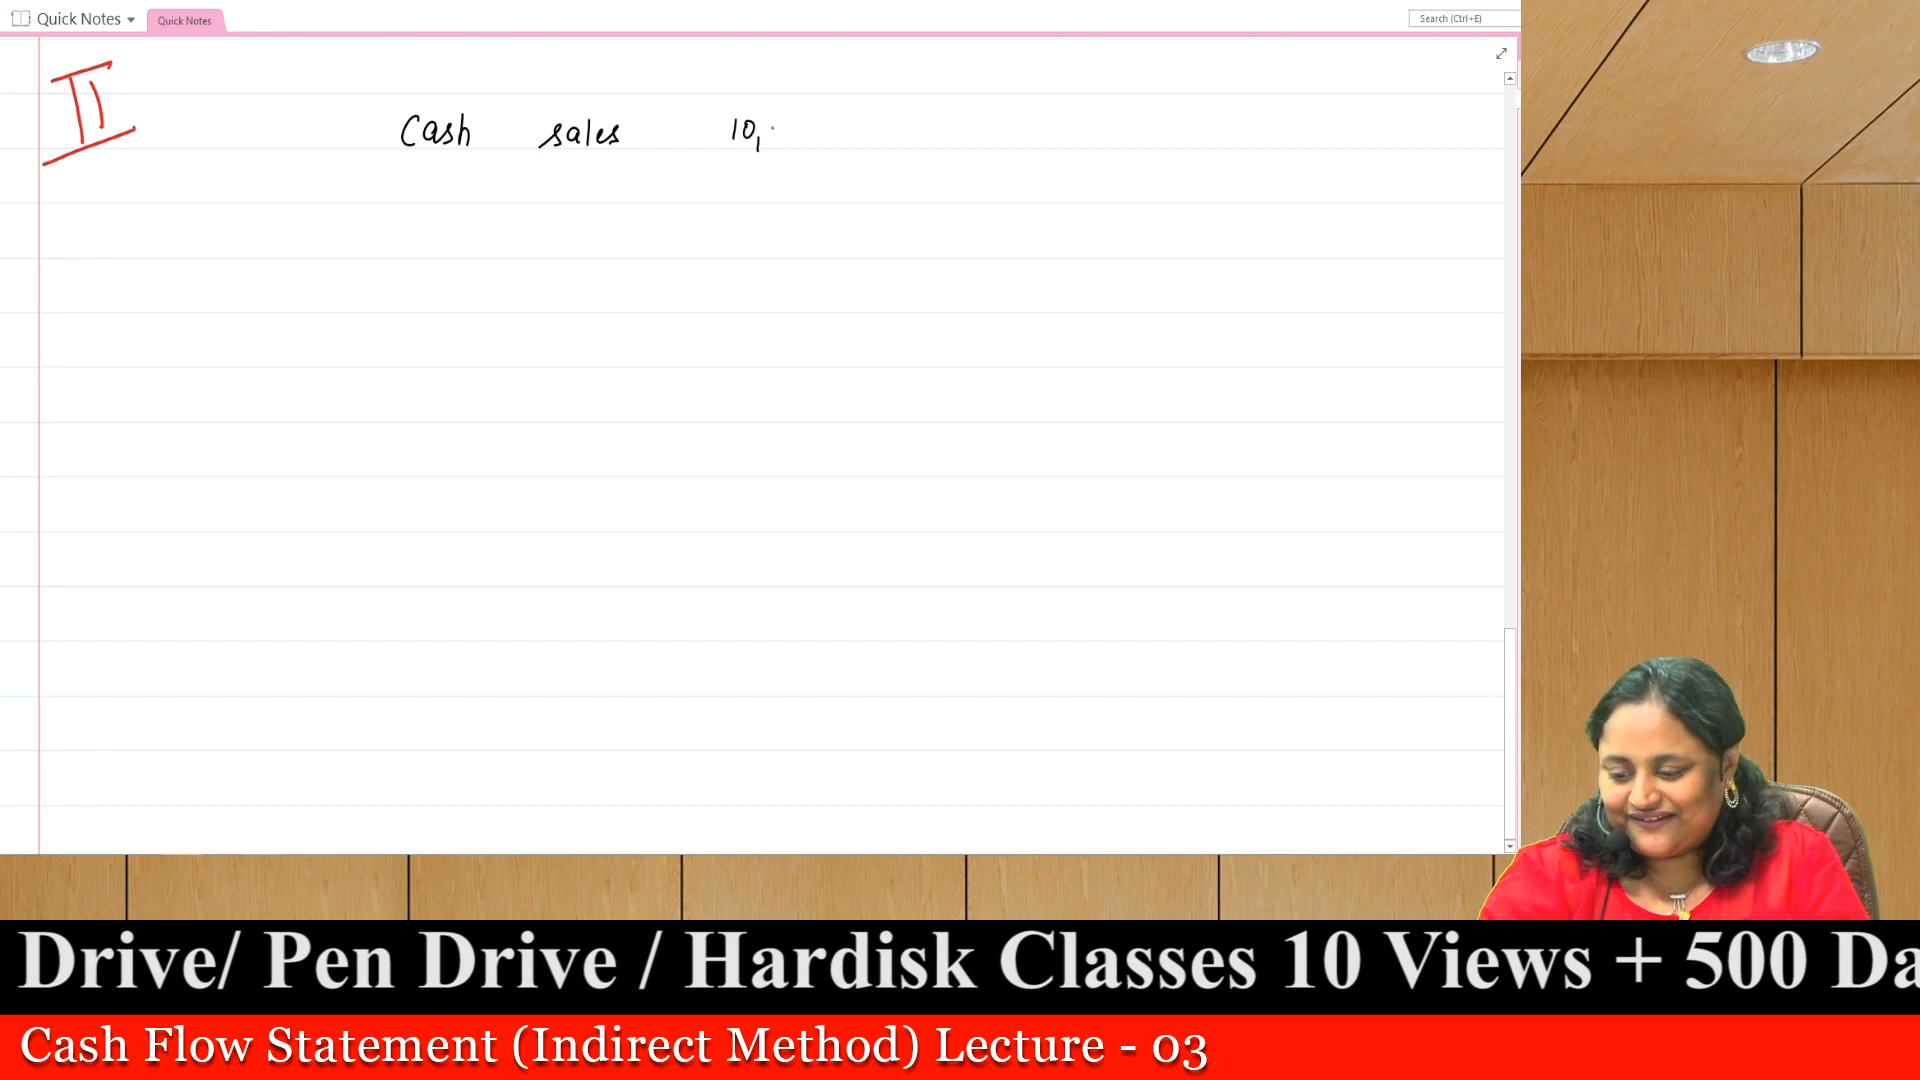 Quick Notes
Quick Notes
Search (Ctrl+E)
II
Cash sales 10,
Drive/ Pen Drive / Hardisk Classes 10 Views + 500 Da
Cash Flow Statement (Indirect Method) Lecture - 03